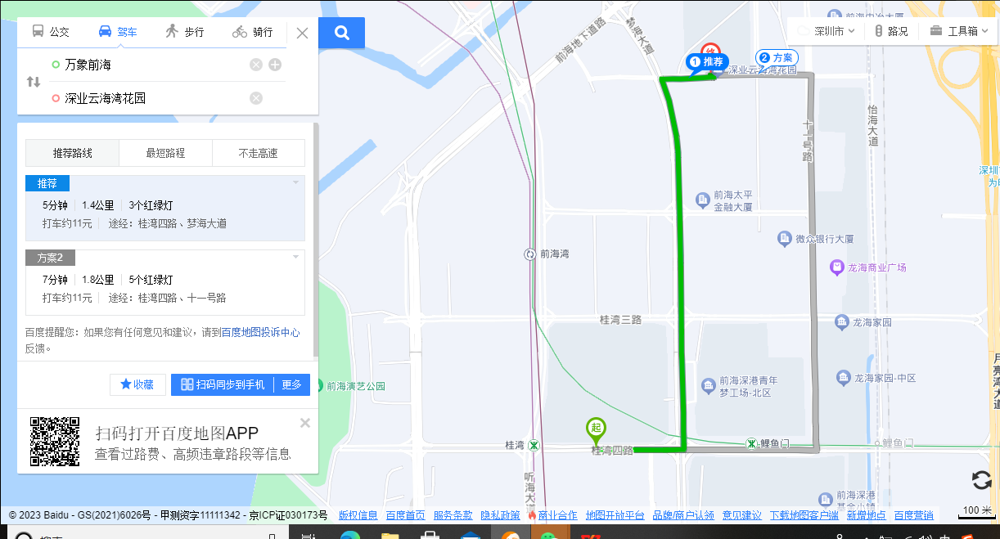 公交 驾车 步行 骑行
万象前海
深业云海湾花园
推荐路线 最短路程 不走高速
推荐
5分钟 1.4公里 3个红绿灯
打车约11元 途经：桂湾四路、梦海大道
方案2
7分钟 1.8公里 5个红绿灯
打车约11元 途经：桂湾四路、十一号路
百度提醒您：如果您有任何意见和建议，请到百度地图投诉中心
反馈。
收藏 扫码同步到手机 更多
扫码打开百度地图APP
查看过路费、高频违章路段等信息
深圳市 路况 工具箱
前海地下道路
梦海大道
终
1 推荐
2 方案
深业云海湾花园
十一号路
怡海大道
前海太平
金融大厦
微众银行大厦
前海湾
龙海商业广场
桂湾三路
龙海家园
前海演艺公园
前海深港青年
梦工场-北区
龙海家园-中区
月亮湾大道
起
桂湾
桂湾四路
鲤鱼门
鲤鱼门
听海大道
前海深港
100 米
© 2023 Baidu - GS(2021)6026号 - 甲测资字11111342 - 京ICP证030173号 版权信息 百度首页 服务条款 隐私政策 商业合作 地图开放平台 品牌/商户认领 意见建议 下载地图客户端 新增地点 百度营销